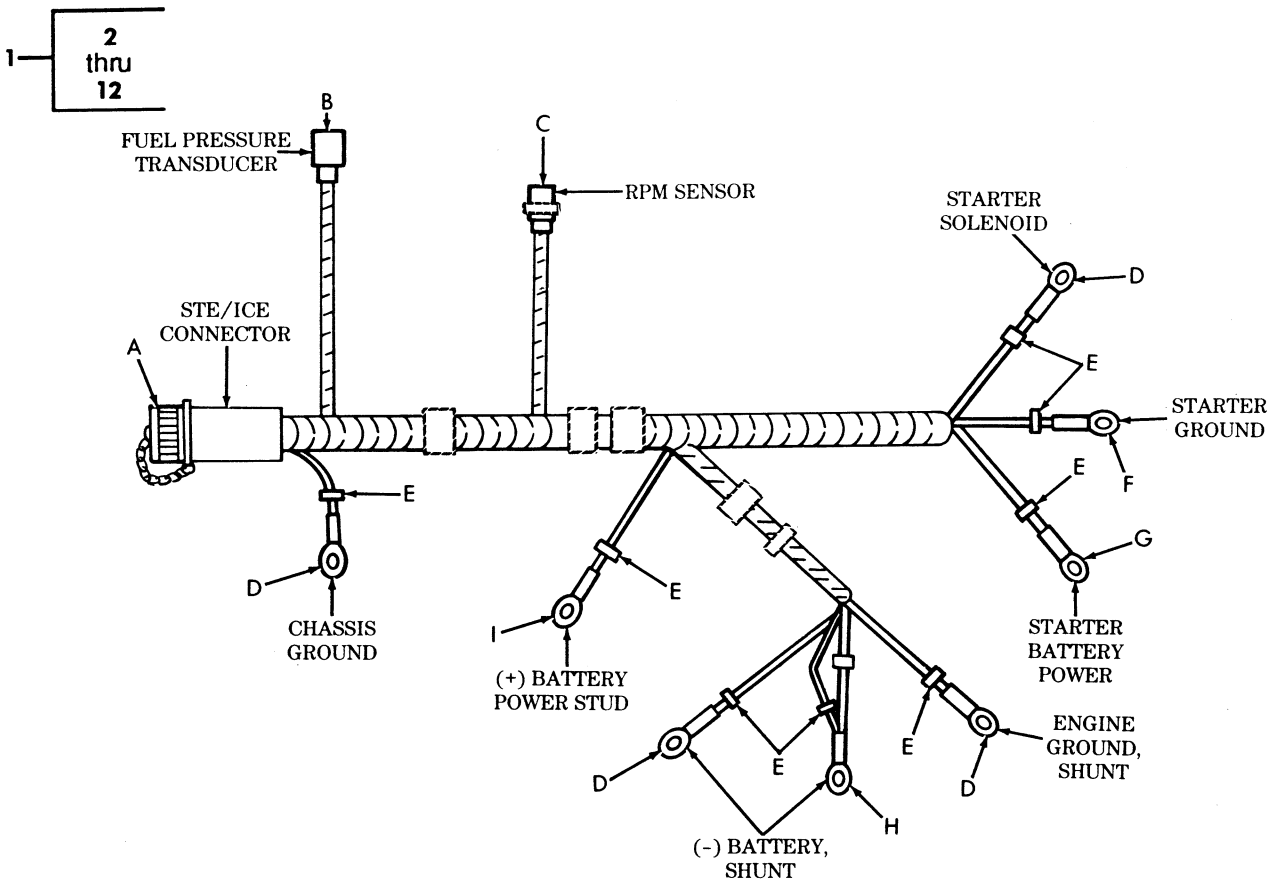 1
2
thru
12
B
FUEL PRESSURE
TRANSDUCER
C
RPM SENSOR
STARTER
SOLENOID
D
STE/ICE
CONNECTOR
A
E
STARTER
GROUND
F
E
G
E
D
CHASSIS
GROUND
E
I
(+) BATTERY
POWER STUD
STARTER
BATTERY
POWER
E
D
E
D
ENGINE
GROUND,
SHUNT
H
(-) BATTERY,
SHUNT